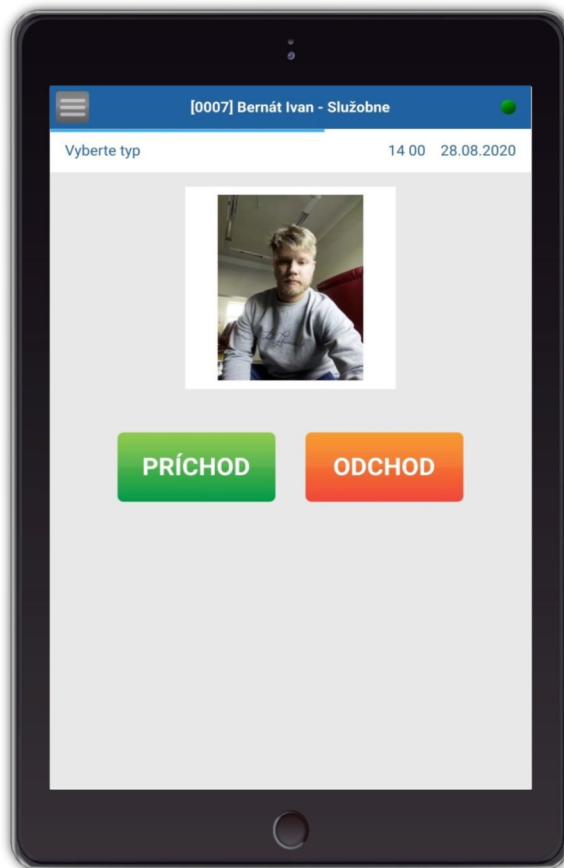 [0007] Bernát Ivan - Služobne
Vyberte typ 14 00 28.08.2020
PRÍCHOD ODCHOD